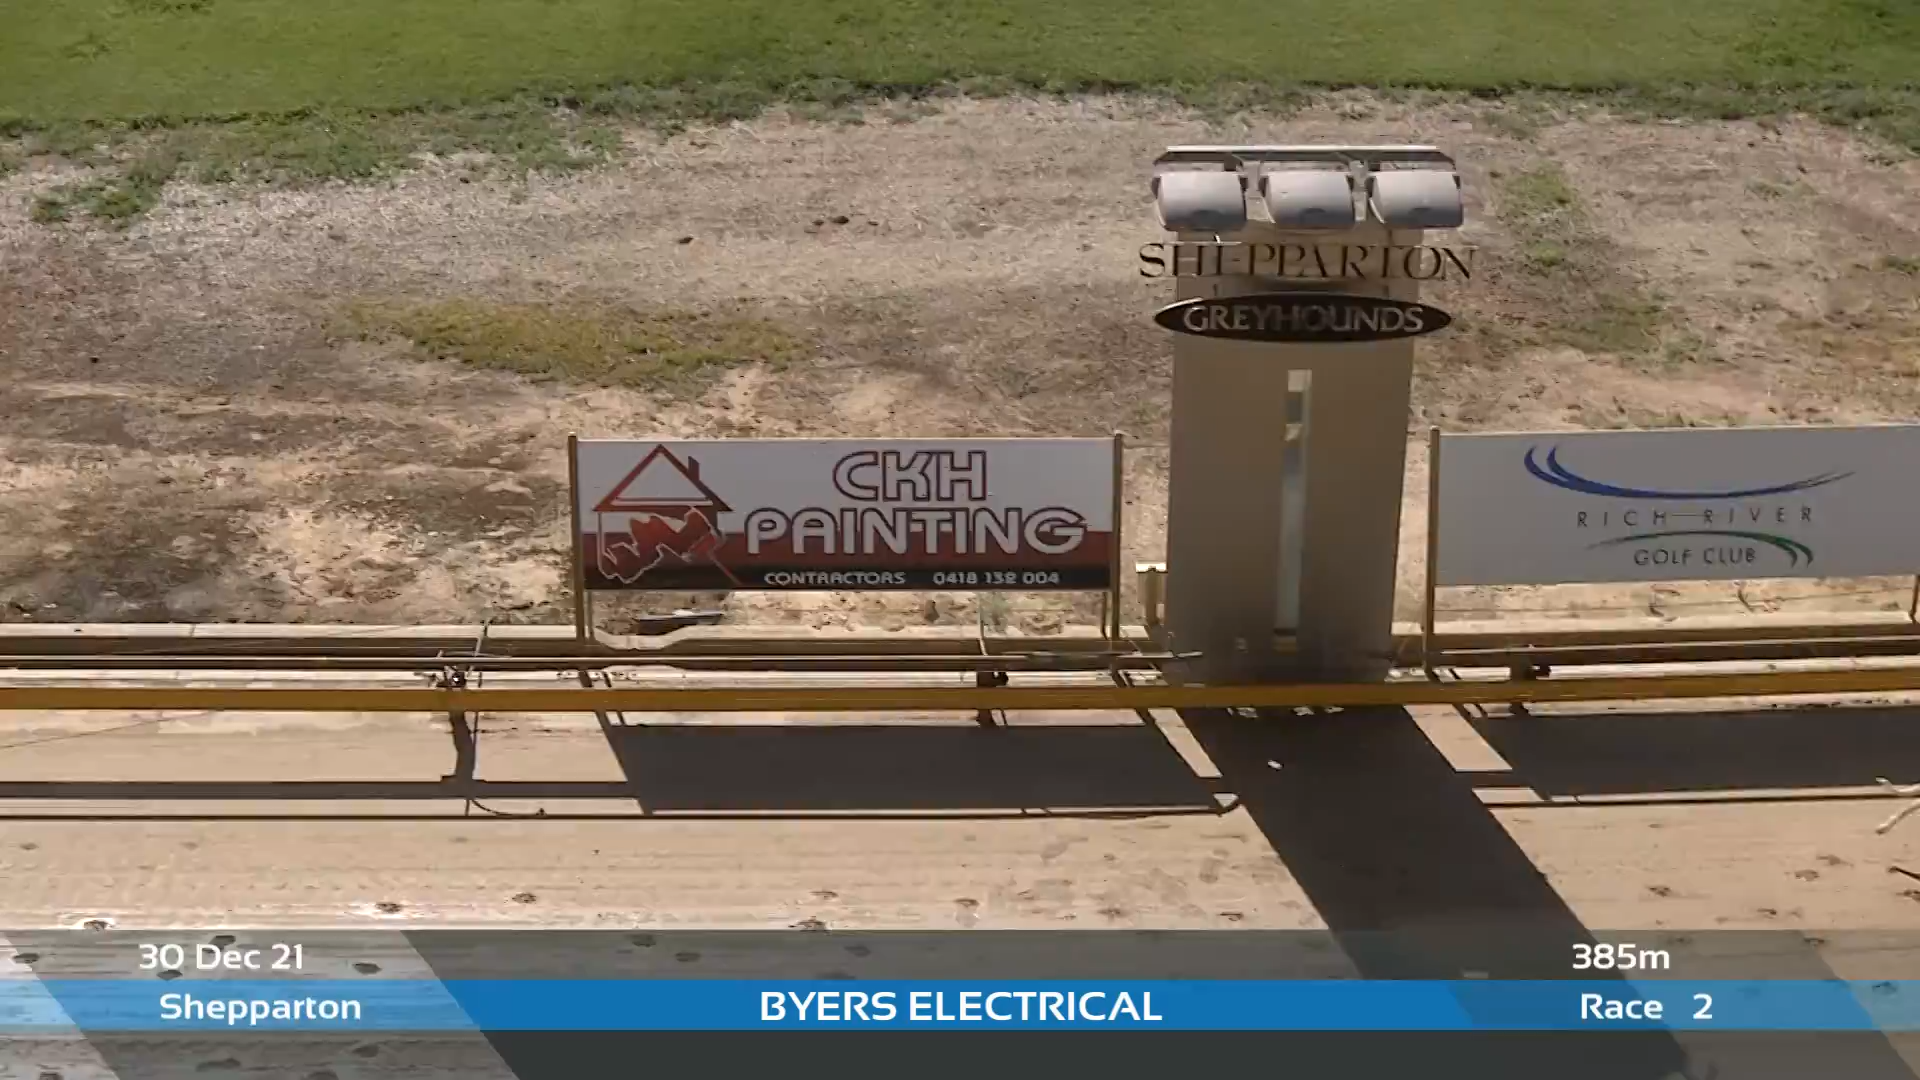 SHEPPARTON
GREYHOUNDS
CKH
PAINTING
CONTRACTORS 0418 132 004
RICH RIVER
GOLF CLUB
30 Dec 21
385m
Shepparton
BYERS ELECTRICAL
Race 2